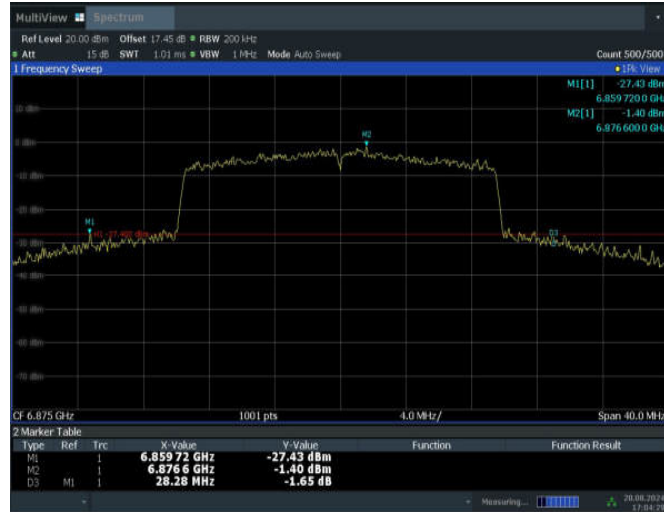 MultiView Spectrum
Ref Level 20.00 dBm Offset 17.45 dB RBW 200 kHz
Att 15 dB SWT 1.01 ms VBW 1 MHz Mode Auto Sweep Count 500/500
1 Frequency Sweep 1Pk View
M1[1] -27.43 dBm
6.8597200 GHz
M2[1] -1.40 dBm
6.8766000 GHz
10 dBm
M2
0 dBm
-10 dBm
-20 dBm
M1
D3
-30 dBm
-40 dBm
-50 dBm
-60 dBm
-70 dBm
CF 6.875 GHz 1001 pts 4.0 MHz/ Span 40.0 MHz
2 Marker Table
Type Ref Trc X-Value Y-Value Function Function Result
M1 1 6.859 72 GHz -27.43 dBm
M2 1 6.876 6 GHz -1.40 dBm
D3 M1 1 28.28 MHz -1.65 dB
Measuring... 20.08.2024
17:04:29